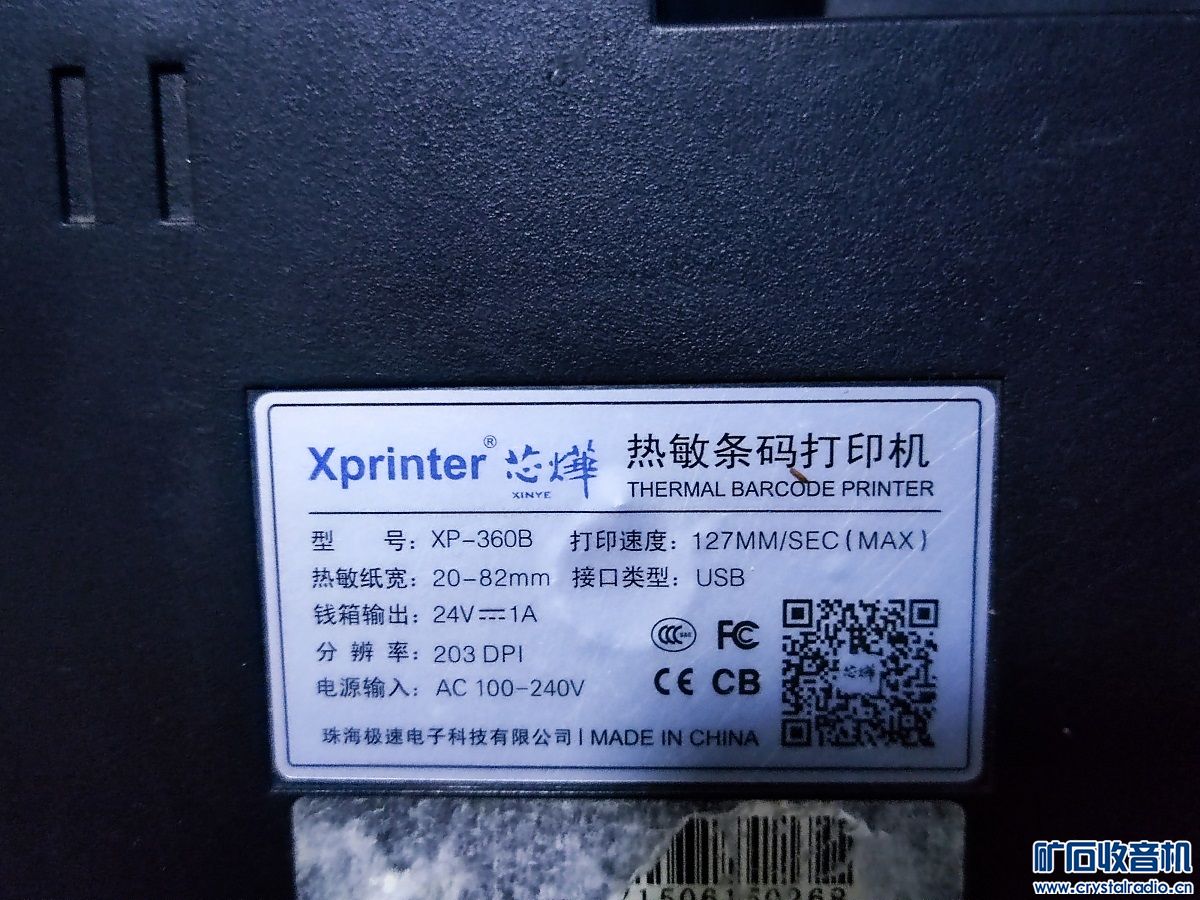 Xprinter® 芯烨 热敏条码打印机
XINYE THERMAL BARCODE PRINTER
型 号: XP-360B 打印速度: 127MM/SEC(MAX)
热敏纸宽: 20-82mm 接口类型: USB
钱箱输出: 24V⎓1A
分 辨 率: 203 DPI
CCC S&E FC
电源输入: AC 100-240V
CE CB
芯烨
珠海极速电子科技有限公司 | MADE IN CHINA
矿石收音机
www.crystalradio.cn